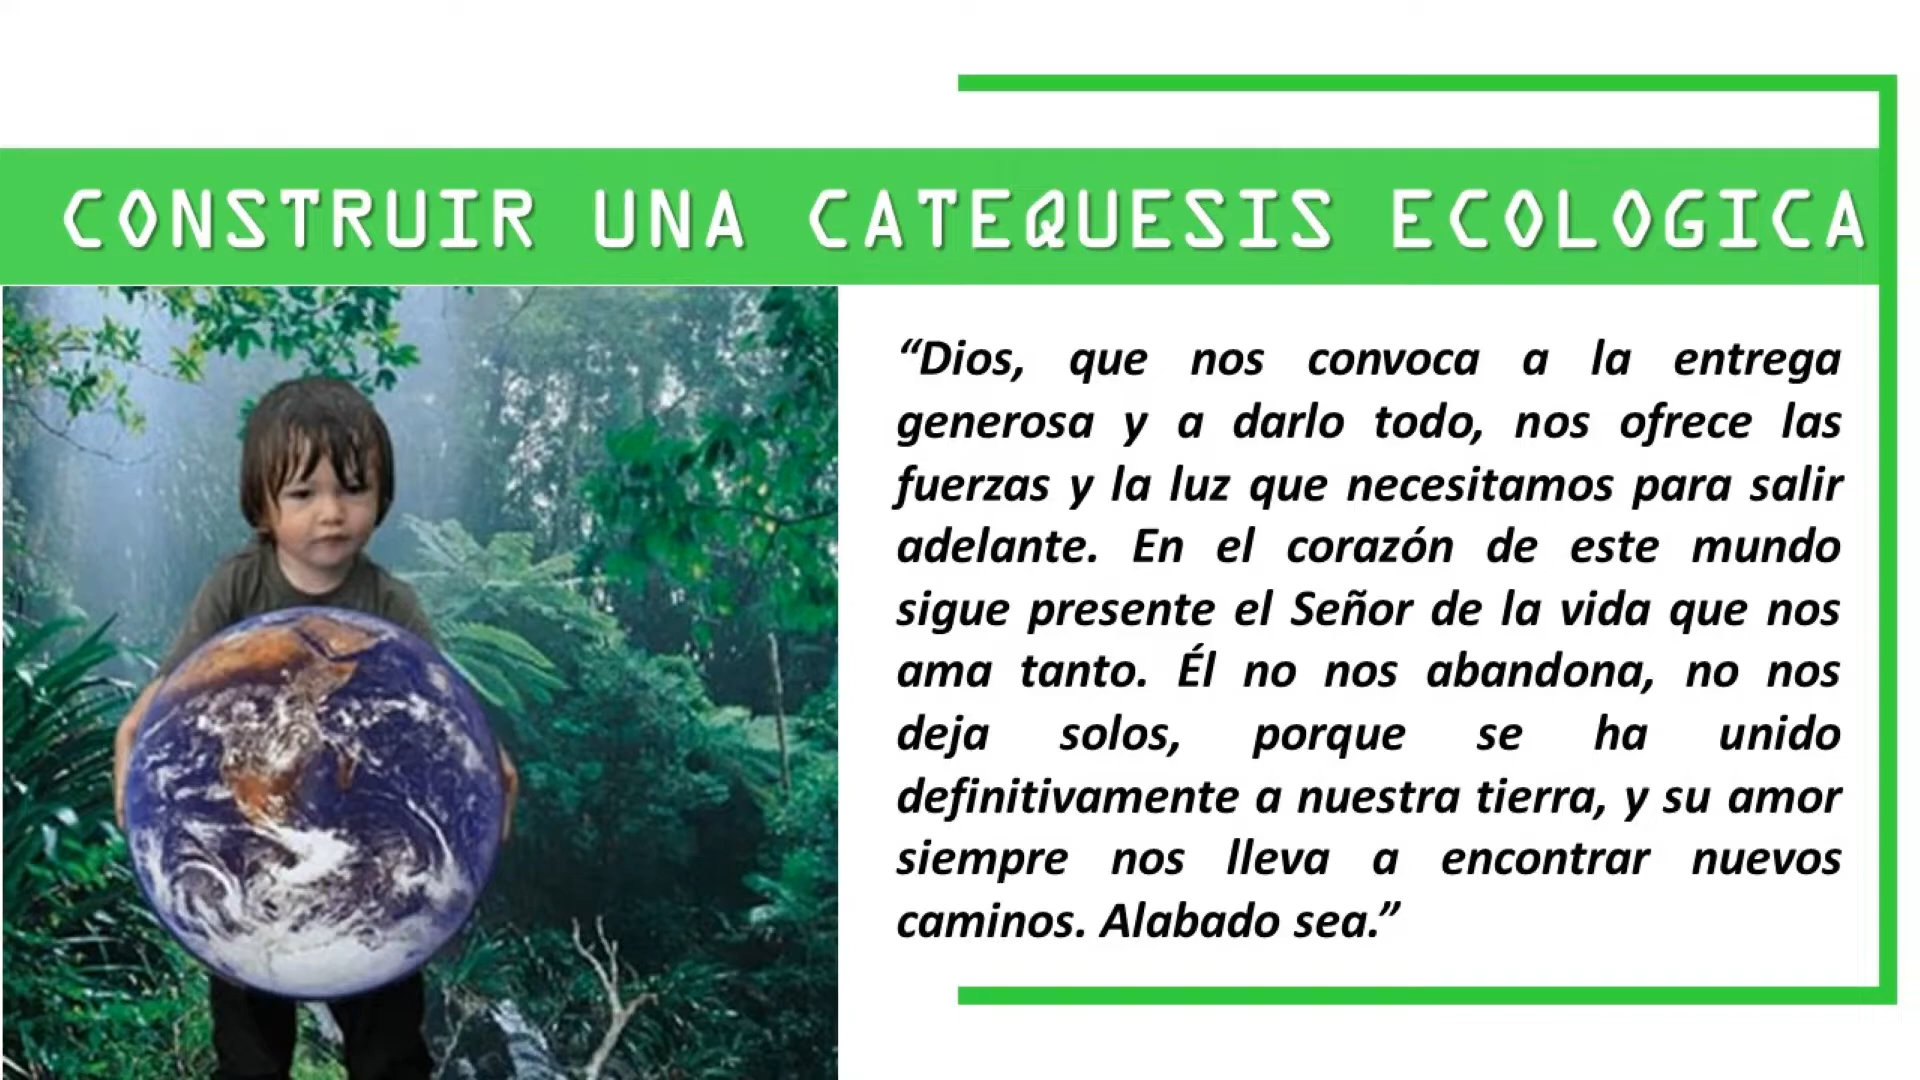 CONSTRUIR UNA CATEQUESIS ECOLOGICA
“Dios, que nos convoca a la entrega
generosa y a darlo todo, nos ofrece las
fuerzas y la luz que necesitamos para salir
adelante. En el corazón de este mundo
sigue presente el Señor de la vida que nos
ama tanto. Él no nos abandona, no nos
deja solos, porque se ha unido
definitivamente a nuestra tierra, y su amor
siempre nos lleva a encontrar nuevos
caminos. Alabado sea.”